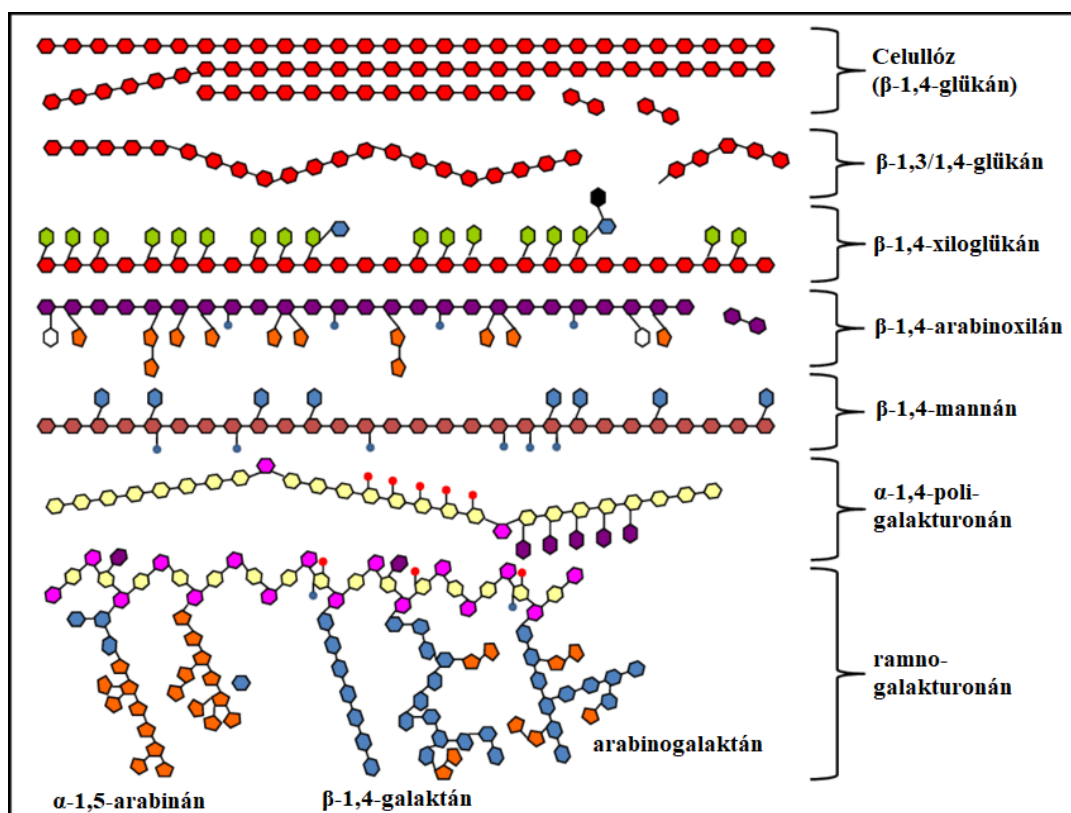 Celullóz
(β-1,4-glükán)
β-1,3/1,4-glükán
β-1,4-xiloglükán
β-1,4-arabinoxilán
β-1,4-mannán
α-1,4-poli-
galakturonán
ramno-
galakturonán
arabinogalaktán
α-1,5-arabinán
β-1,4-galaktán